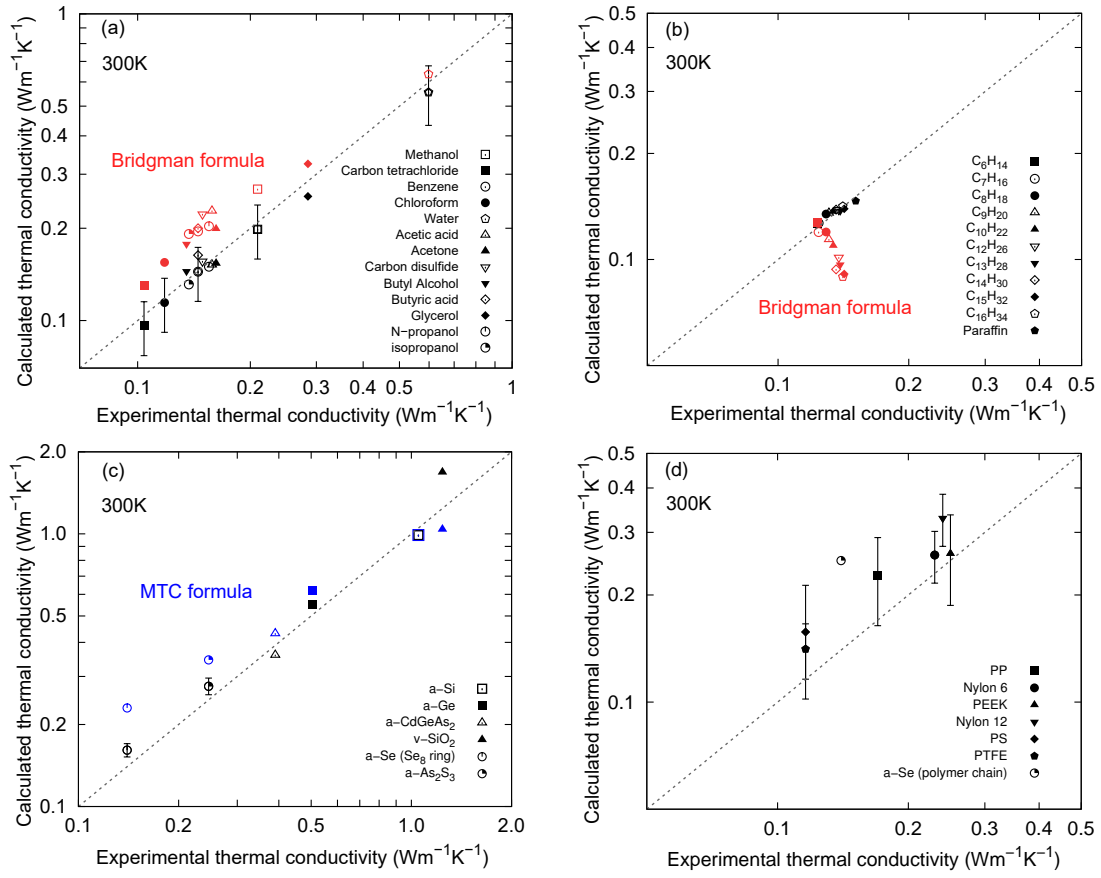 (a)
300K
Bridgman formula
Methanol
Carbon tetrachloride
Benzene
Chloroform
Water
Acetic acid
Acetone
Carbon disulfide
Butyl Alcohol
Butyric acid
Glycerol
N−propanol
isopropanol
1
0.5
0.4
0.3
0.2
0.1
0.1
0.2
0.3
0.4
0.5
1
Calculated thermal conductivity (Wm⁻¹K⁻¹)
Experimental thermal conductivity (Wm⁻¹K⁻¹)
(b)
300K
Bridgman formula
C₆H₁₄
C₇H₁₆
C₈H₁₈
C₉H₂₀
C₁₀H₂₂
C₁₂H₂₆
C₁₃H₂₈
C₁₄H₃₀
C₁₅H₃₂
C₁₆H₃₄
Paraffin
0.5
0.4
0.3
0.2
0.1
0.1
0.2
0.3
0.4
0.5
Calculated thermal conductivity (Wm⁻¹K⁻¹)
Experimental thermal conductivity (Wm⁻¹K⁻¹)
(c)
300K
MTC formula
a−Si
a−Ge
a−CdGeAs₂
v−SiO₂
a−Se (Se₈ ring)
a−As₂S₃
2.0
1.0
0.5
0.2
0.1
0.1
0.2
0.5
1.0
2.0
Calculated thermal conductivity (Wm⁻¹K⁻¹)
Experimental thermal conductivity (Wm⁻¹K⁻¹)
(d)
300K
PP
Nylon 6
PEEK
Nylon 12
PS
PTFE
a−Se (polymer chain)
0.5
0.4
0.3
0.2
0.1
0.1
0.2
0.3
0.4
0.5
Calculated thermal conductivity (Wm⁻¹K⁻¹)
Experimental thermal conductivity (Wm⁻¹K⁻¹)